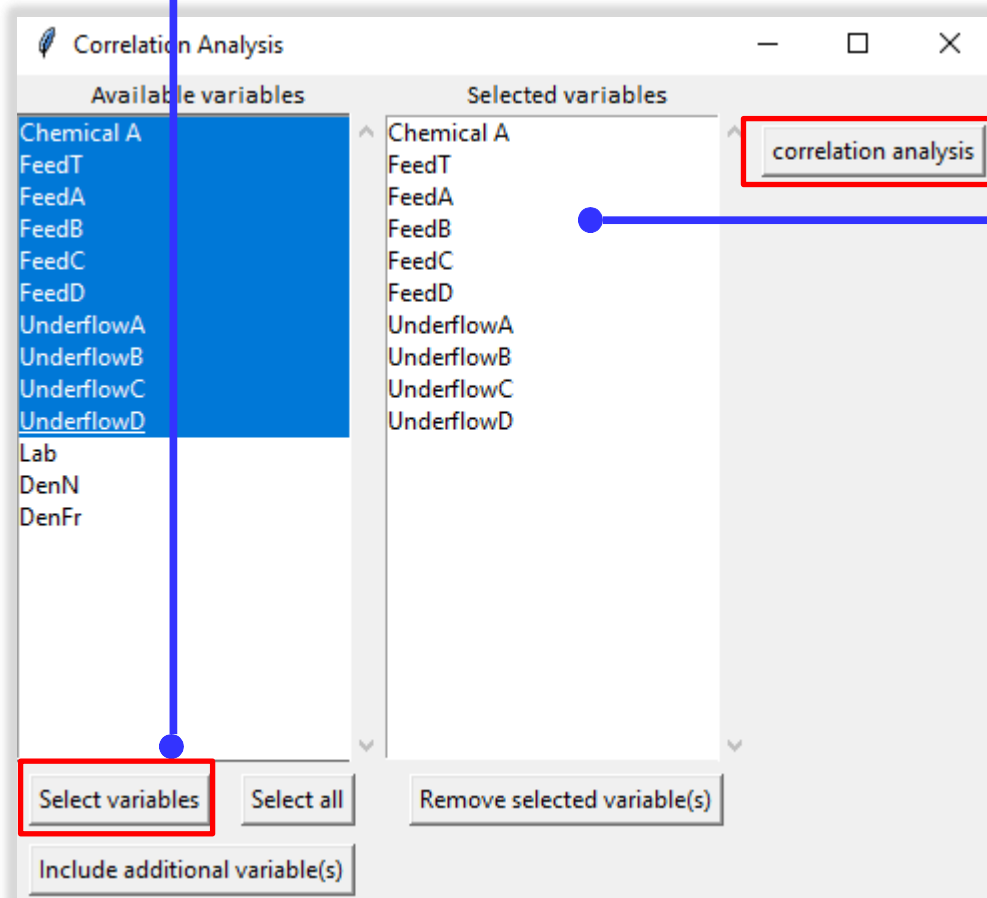 Correlation Analysis
Available variables
Selected variables
Chemical A
FeedT
FeedA
FeedB
FeedC
FeedD
UnderflowA
UnderflowB
UnderflowC
UnderflowD
Lab
DenN
DenFr
Chemical A
FeedT
FeedA
FeedB
FeedC
FeedD
UnderflowA
UnderflowB
UnderflowC
UnderflowD
correlation analysis
Select variables
Select all
Remove selected variable(s)
Include additional variable(s)